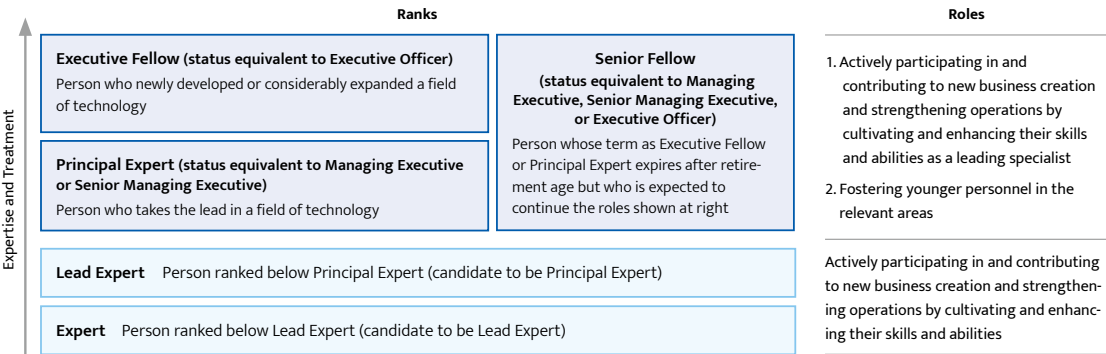 Ranks
Roles
Expertise and Treatment
Executive Fellow (status equivalent to Executive Officer)
Person who newly developed or considerably expanded a field
of technology
Principal Expert (status equivalent to Managing Executive
or Senior Managing Executive)
Person who takes the lead in a field of technology
Senior Fellow
(status equivalent to Managing
Executive, Senior Managing Executive,
or Executive Officer)
Person whose term as Executive Fellow
or Principal Expert expires after retire-
ment age but who is expected to
continue the roles shown at right
1. Actively participating in and
contributing to new business creation
and strengthening operations by
cultivating and enhancing their skills
and abilities as a leading specialist
2. Fostering younger personnel in the
relevant areas
Lead Expert Person ranked below Principal Expert (candidate to be Principal Expert)
Expert Person ranked below Lead Expert (candidate to be Lead Expert)
Actively participating in and contributing
to new business creation and strengthen-
ing operations by cultivating and enhanc-
ing their skills and abilities